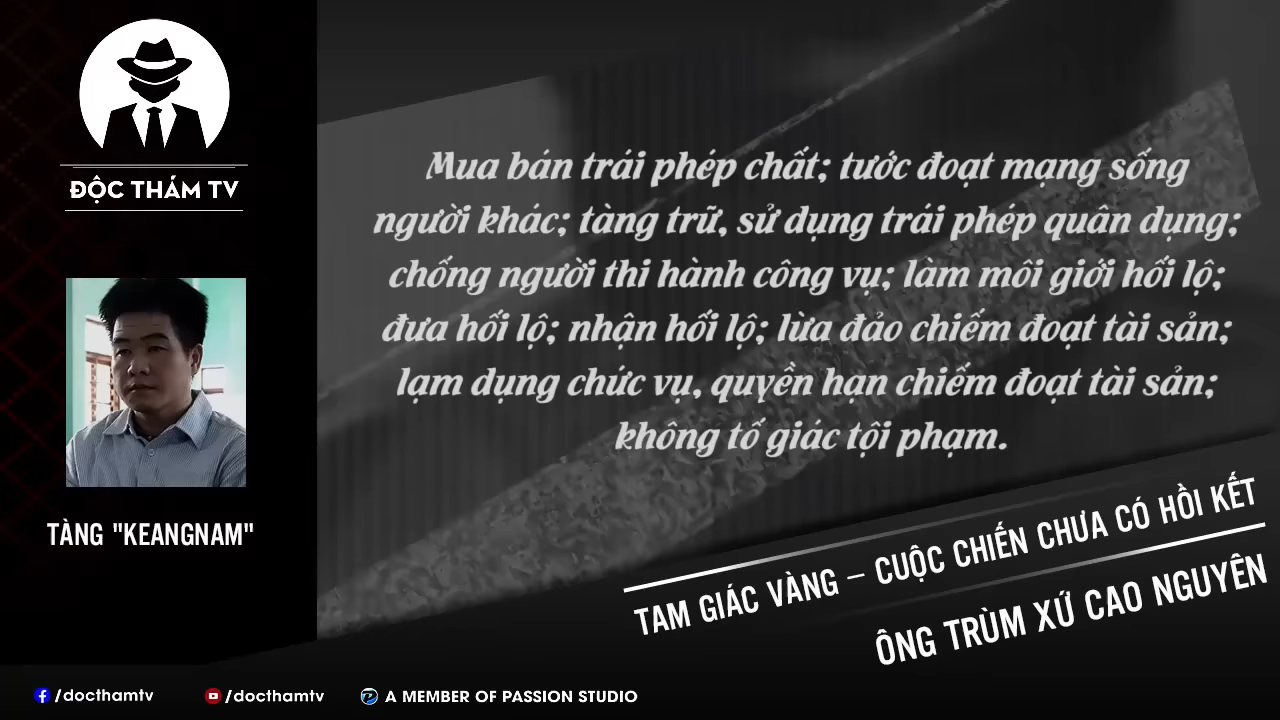 ĐỘC THÁM TV
TÀNG "KEANGNAM"
Mua bán trái phép chất; tước đoạt mạng sống
người khác; tàng trữ, sử dụng trái phép quân dụng;
chống người thi hành công vụ; làm môi giới hối lộ;
đưa hối lộ; nhận hối lộ; lừa đảo chiếm đoạt tài sản;
lạm dụng chức vụ, quyền hạn chiếm đoạt tài sản;
không tố giác tội phạm.
TAM GIÁC VÀNG – CUỘC CHIẾN CHƯA CÓ HỒI KẾT
ÔNG TRÙM XỨ CAO NGUYÊN
/docthamtv
/docthamtv
A MEMBER OF PASSION STUDIO